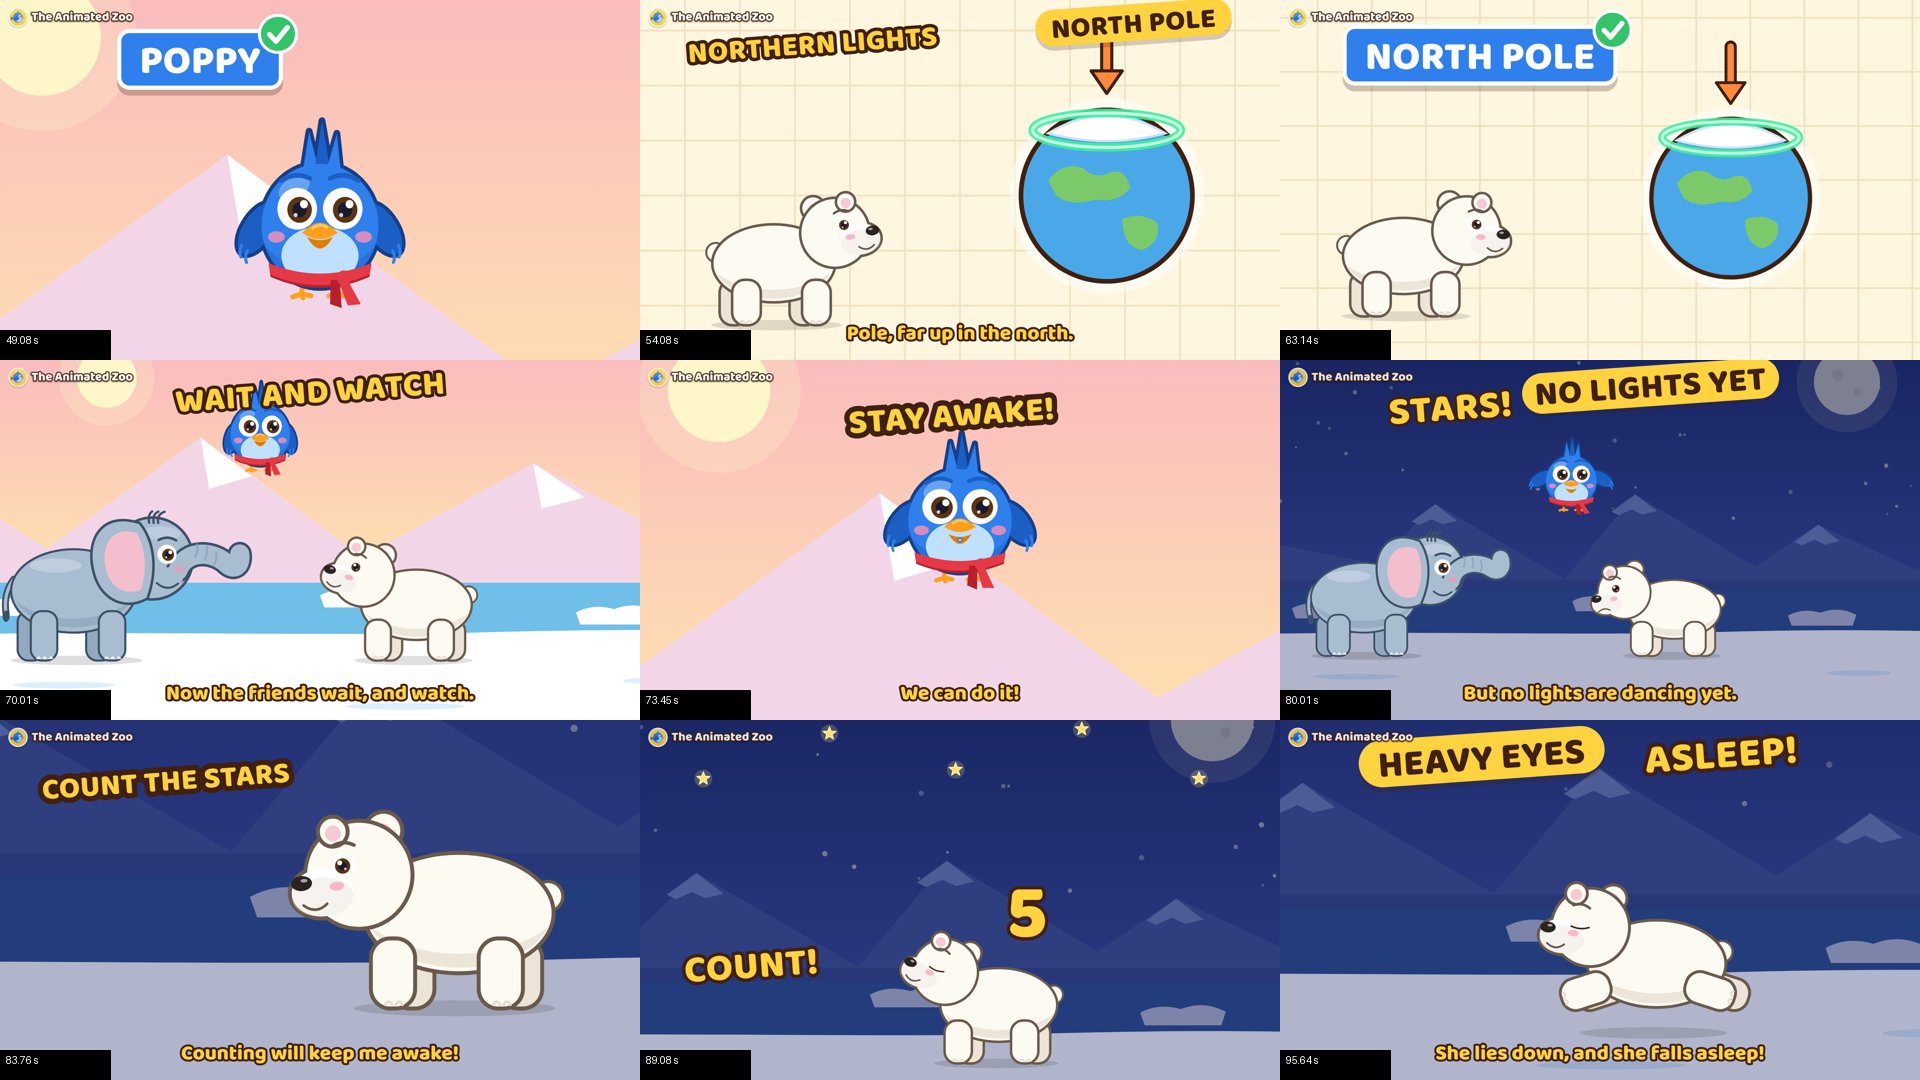 The Animated Zoo
POPPY
49.08 s
The Animated Zoo
NORTHERN LIGHTS
NORTH POLE
Pole, far up in the north.
54.08 s
The Animated Zoo
NORTH POLE
63.14 s
The Animated Zoo
WAIT AND WATCH
Now the friends wait, and watch.
70.01 s
The Animated Zoo
STAY AWAKE!
We can do it!
73.45 s
The Animated Zoo
STARS!
NO LIGHTS YET
But no lights are dancing yet.
80.01 s
The Animated Zoo
COUNT THE STARS
Counting will keep me awake!
83.76 s
The Animated Zoo
5
COUNT!
89.08 s
The Animated Zoo
HEAVY EYES
ASLEEP!
She lies down, and she falls asleep!
95.64 s